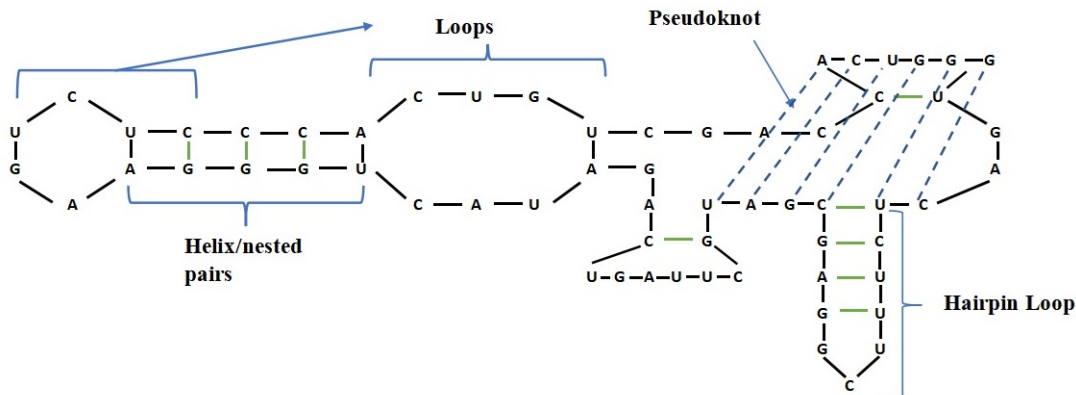 Pseudoknot
Loops
A C U G G G
C C U G C U
U U C C C A U C G A C G
G A G G G U A G A
A C A U A U A G C U C
C G G C
Helix/nested
pairs
U G A U U C A U
Hairpin Loop
G U
G U
C